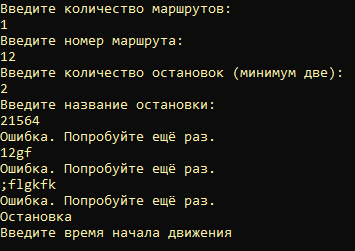 Введите количество маршрутов:
1
Введите номер маршрута:
12
Введите количество остановок (минимум две):
2
Введите название остановки:
21564
Ошибка. Попробуйте ещё раз.
12gf
Ошибка. Попробуйте ещё раз.
;flgkfk
Ошибка. Попробуйте ещё раз.
Остановка
Введите время начала движения